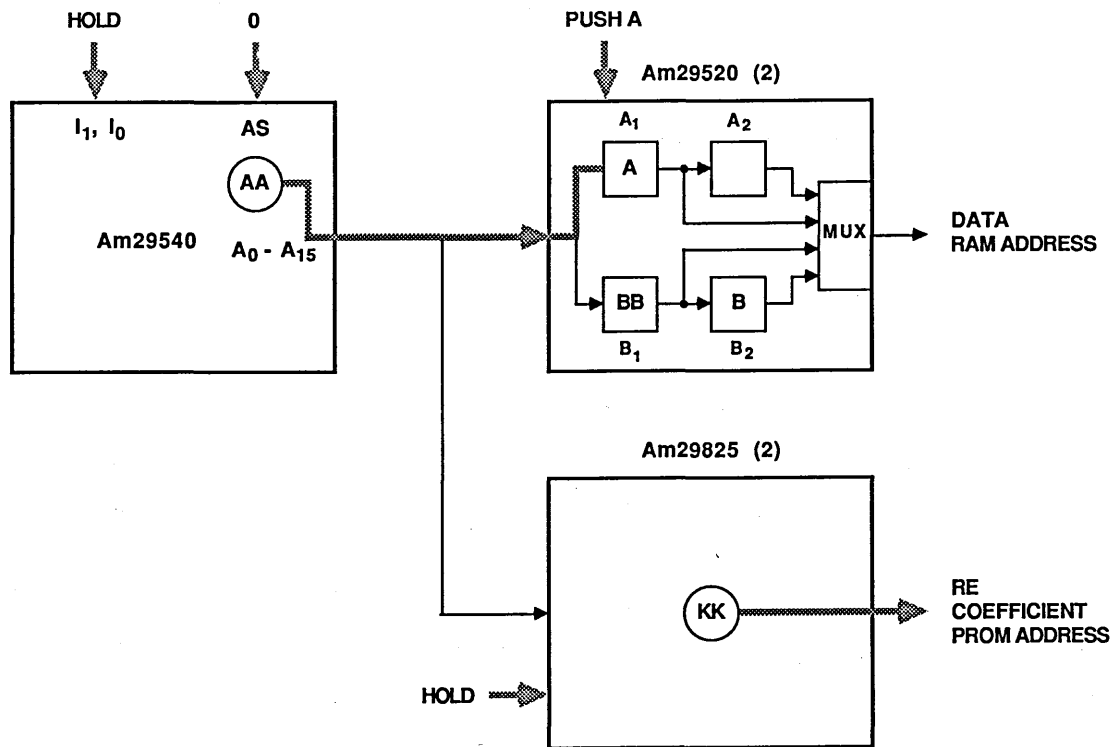 HOLD
0
PUSH A
Am29520 (2)
I1, I0
AS
A1
A2
AA
A
Am29540
A0 - A15
MUX
DATA
RAM ADDRESS
BB
B
B1
B2
Am29825 (2)
KK
RE
COEFFICIENT
PROM ADDRESS
HOLD